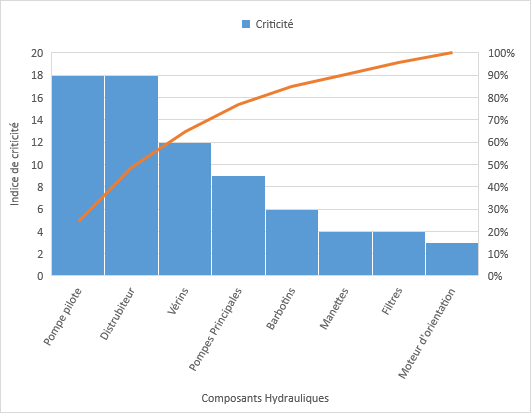 Criticité
20
18
16
14
12
10
8
6
4
2
0
100%
90%
80%
70%
60%
50%
40%
30%
20%
10%
0%
Indice de criticité
Pompe pilote
Distrubiteur
Vérins
Pompes Principales
Barbotins
Manettes
Filtres
Moteur d'orientation
Composants Hydrauliques